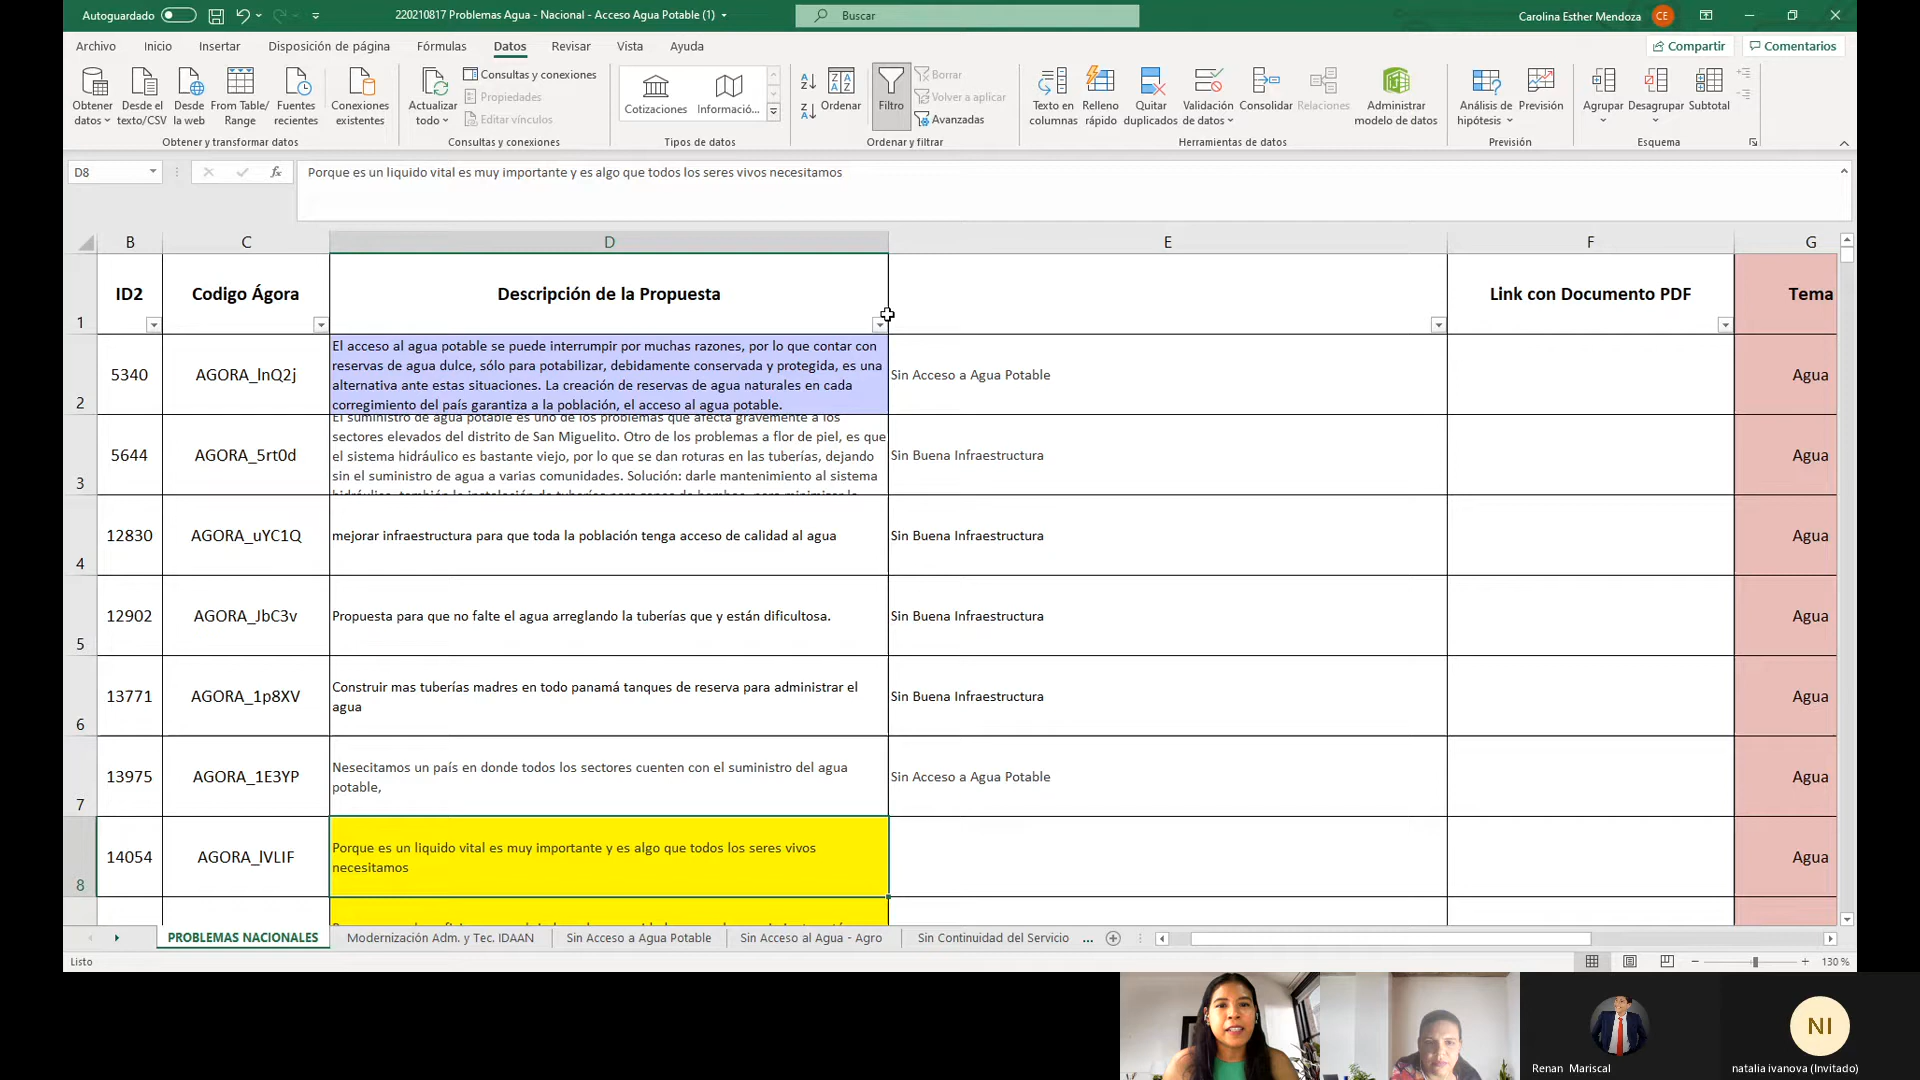 Autoguardado
220210817 Problemas Agua - Nacional - Acceso Agua Potable (1)
Buscar
Carolina Esther Mendoza
CE
Archivo
Inicio
Insertar
Disposición de página
Fórmulas
Datos
Revisar
Vista
Ayuda
Compartir
Comentarios
Obtener datos
Desde el texto/CSV
Desde la web
From Table/ Range
Fuentes recientes
Conexiones existentes
Obtener y transformar datos
Actualizar todo
Consultas y conexiones
Propiedades
Editar vínculos
Consultas y conexiones
Cotizaciones
Informació...
Tipos de datos
Ordenar
Filtro
Borrar
Volver a aplicar
Avanzadas
Ordenar y filtrar
Texto en columnas
Relleno rápido
Quitar duplicados
Validación de datos
Consolidar
Relaciones
Administrar modelo de datos
Herramientas de datos
Análisis de hipótesis
Previsión
Previsión
Agrupar
Desagrupar
Subtotal
Esquema
D8
fx
Porque es un liquido vital es muy importante y es algo que todos los seres vivos necesitamos
B C D E F G
1
ID2
Codigo Ágora
Descripción de la Propuesta
Link con Documento PDF
Tema
2
5340
AGORA_lnQ2j
El acceso al agua potable se puede interrumpir por muchas razones, por lo que contar con
reservas de agua dulce, sólo para potabilizar, debidamente conservada y protegida, es una
alternativa ante estas situaciones. La creación de reservas de agua naturales en cada
corregimiento del país garantiza a la población, el acceso al agua potable.
Sin Acceso a Agua Potable
Agua
3
5644
AGORA_5rt0d
El suministro de agua potable es uno de los problemas que afecta gravemente a los
sectores elevados del distrito de San Miguelito. Otro de los problemas a flor de piel, es que
el sistema hidráulico es bastante viejo, por lo que se dan roturas en las tuberías, dejando
sin el suministro de agua a varias comunidades. Solución: darle mantenimiento al sistema
Sin Buena Infraestructura
Agua
4
12830
AGORA_uYC1Q
mejorar infraestructura para que toda la población tenga acceso de calidad al agua
Sin Buena Infraestructura
Agua
5
12902
AGORA_JbC3v
Propuesta para que no falte el agua arreglando la tuberías que y están dificultosa.
Sin Buena Infraestructura
Agua
6
13771
AGORA_1p8XV
Construir mas tuberías madres en todo panamá tanques de reserva para administrar el
agua
Sin Buena Infraestructura
Agua
7
13975
AGORA_1E3YP
Nesecitamos un país en donde todos los sectores cuenten con el suministro del agua
potable,
Sin Acceso a Agua Potable
Agua
8
14054
AGORA_lVLIF
Porque es un liquido vital es muy importante y es algo que todos los seres vivos
necesitamos
Agua
PROBLEMAS NACIONALES
Modernización Adm. y Tec. IDAAN
Sin Acceso a Agua Potable
Sin Acceso al Agua - Agro
Sin Continuidad del Servicio
...
Listo
130 %
NI
Renan Mariscal
natalia ivanova (Invitado)